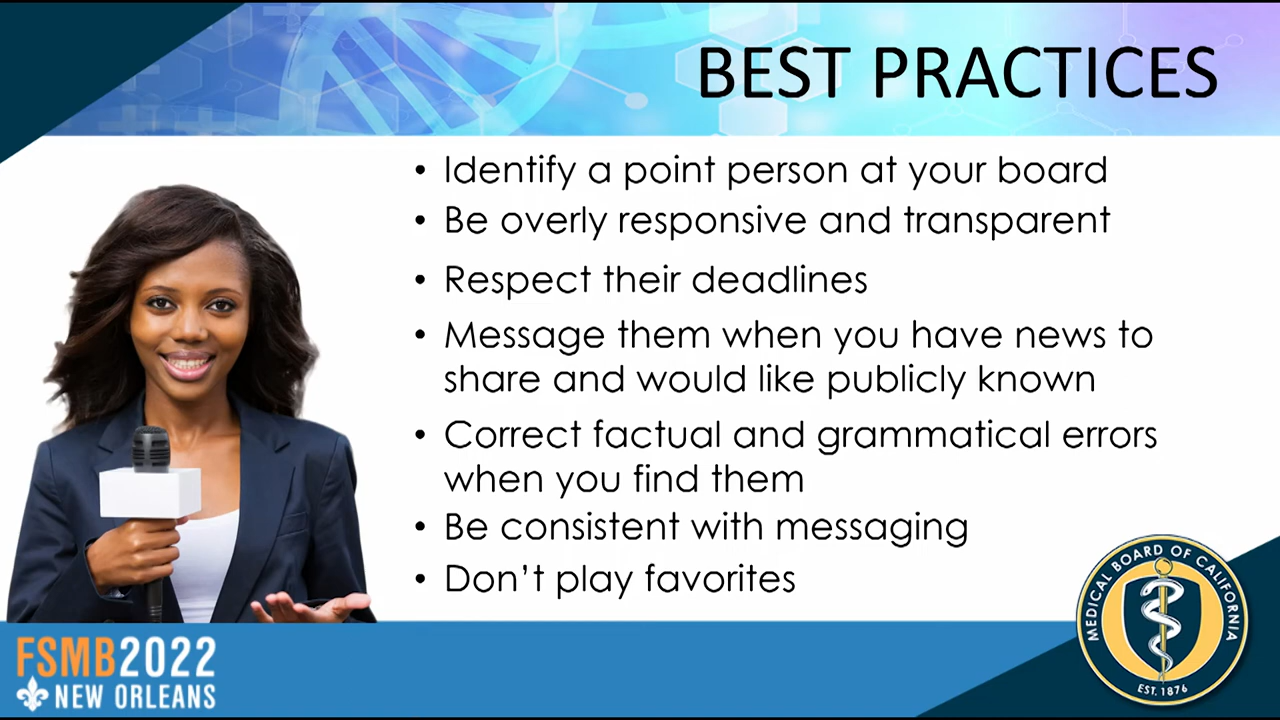 BEST PRACTICES
• Identify a point person at your board
• Be overly responsive and transparent
• Respect their deadlines
• Message them when you have news to
share and would like publicly known
• Correct factual and grammatical errors
when you find them
• Be consistent with messaging
• Don't play favorites
FSMB2022
NEW ORLEANS
MEDICAL BOARD OF CALIFORNIA
EST. 1876